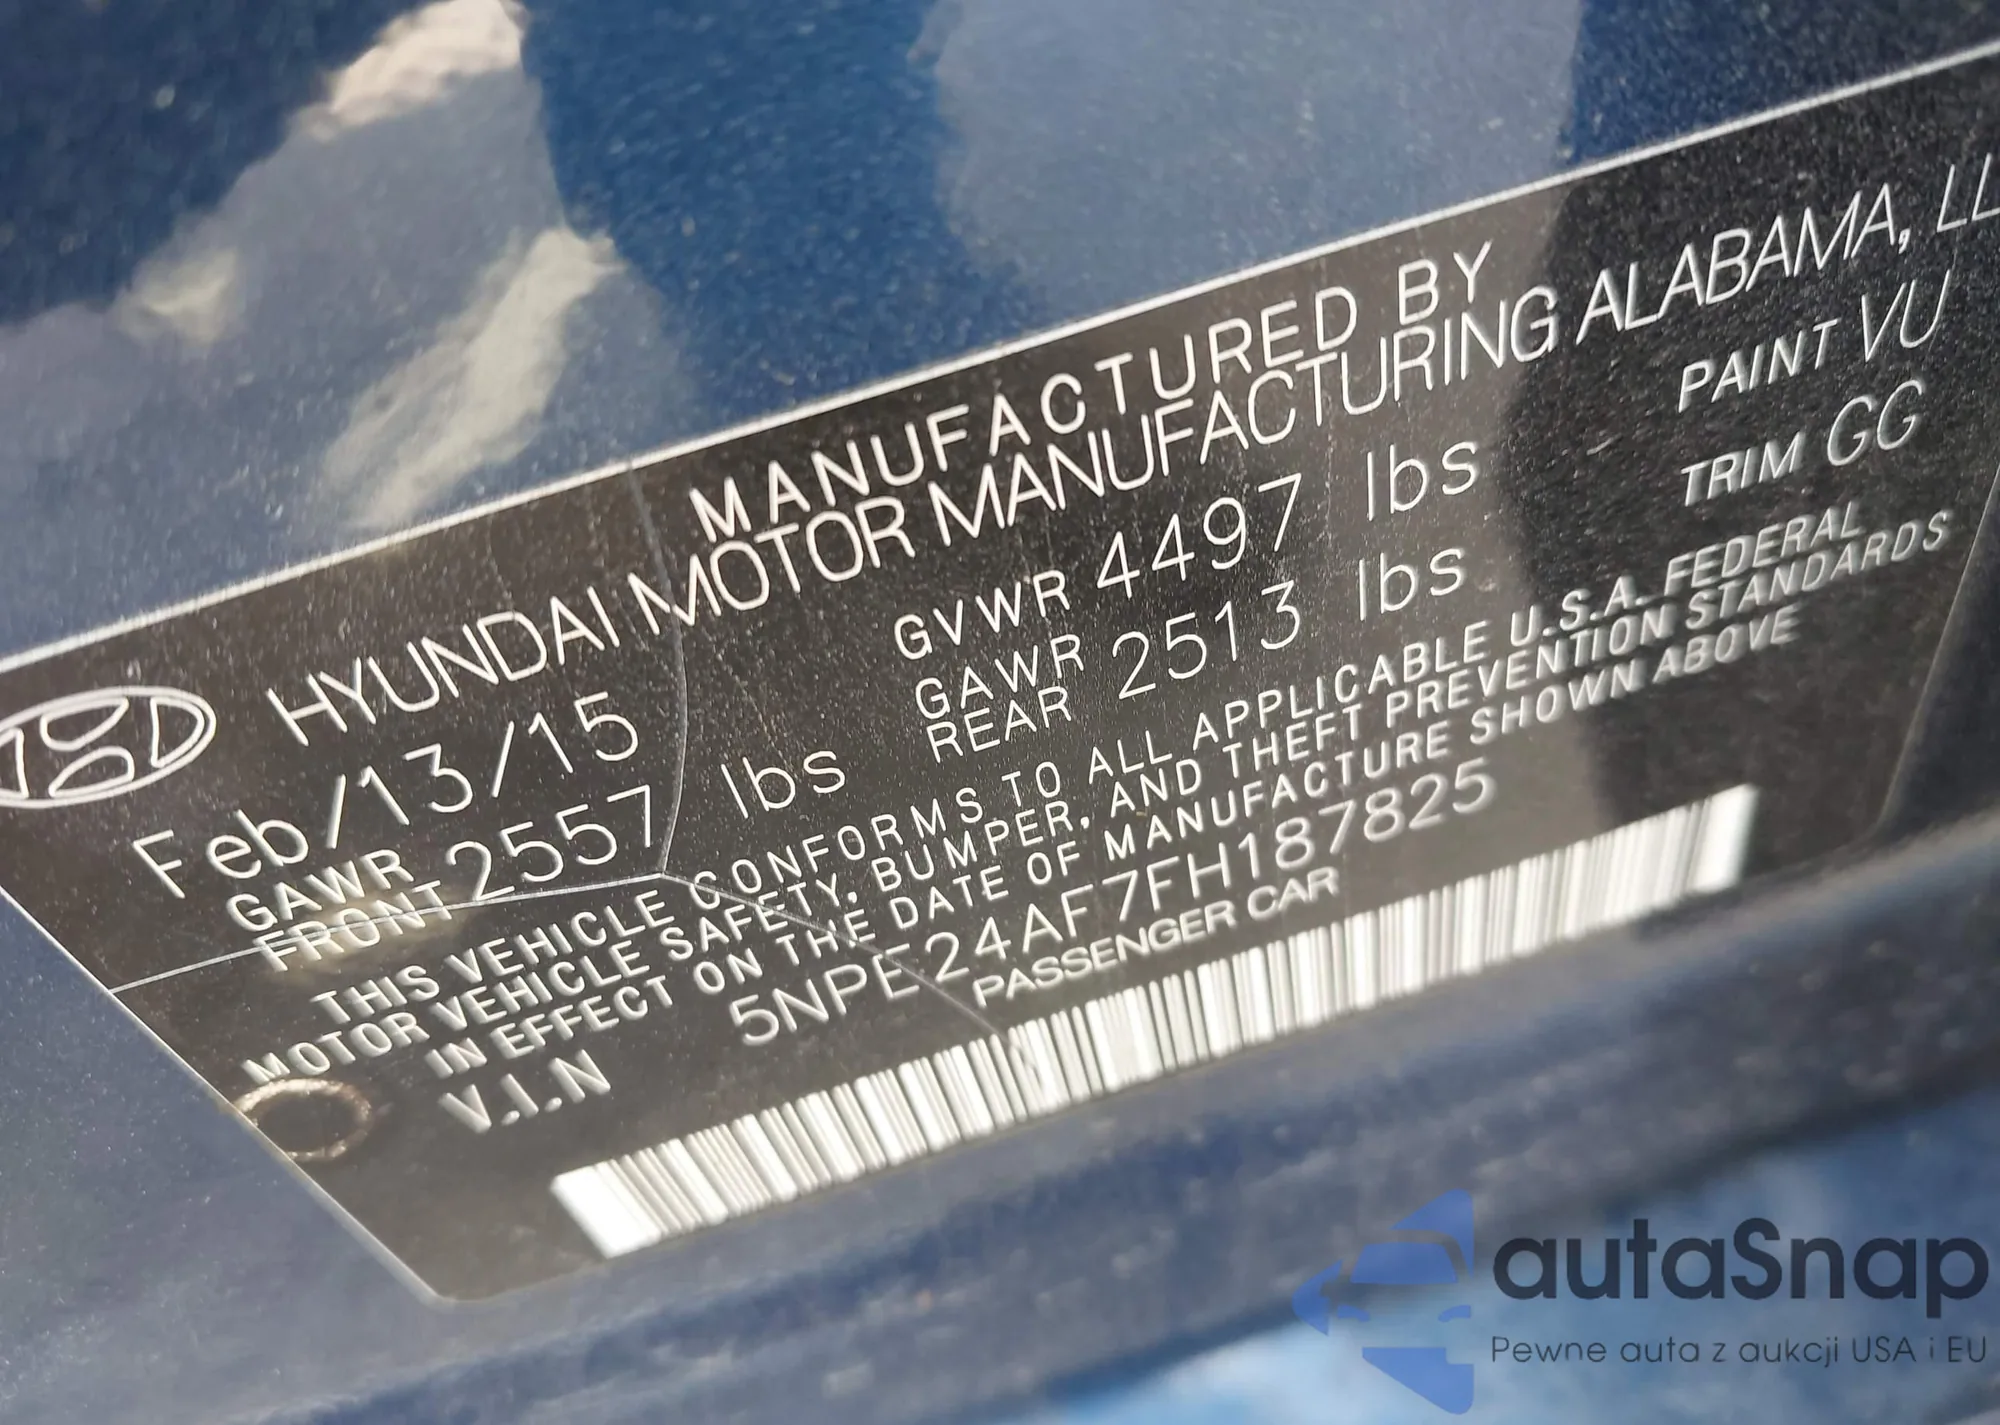 MANUFACTURED BY
HYUNDAI MOTOR MANUFACTURING ALABAMA, LL
Feb/13/15 GVWR 4497 lbs PAINT VU
GAWR FRONT 2557 lbs GAWR REAR 2513 lbs TRIM GG
THIS VEHICLE CONFORMS TO ALL APPLICABLE U.S.A. FEDERAL
MOTOR VEHICLE SAFETY, BUMPER, AND THEFT PREVENTION STANDARDS
IN EFFECT ON THE DATE OF MANUFACTURE SHOWN ABOVE
V.I.N 5NPE24AF7FH187825
PASSENGER CAR
autaSnap
Pewne auta z aukcji USA i EU